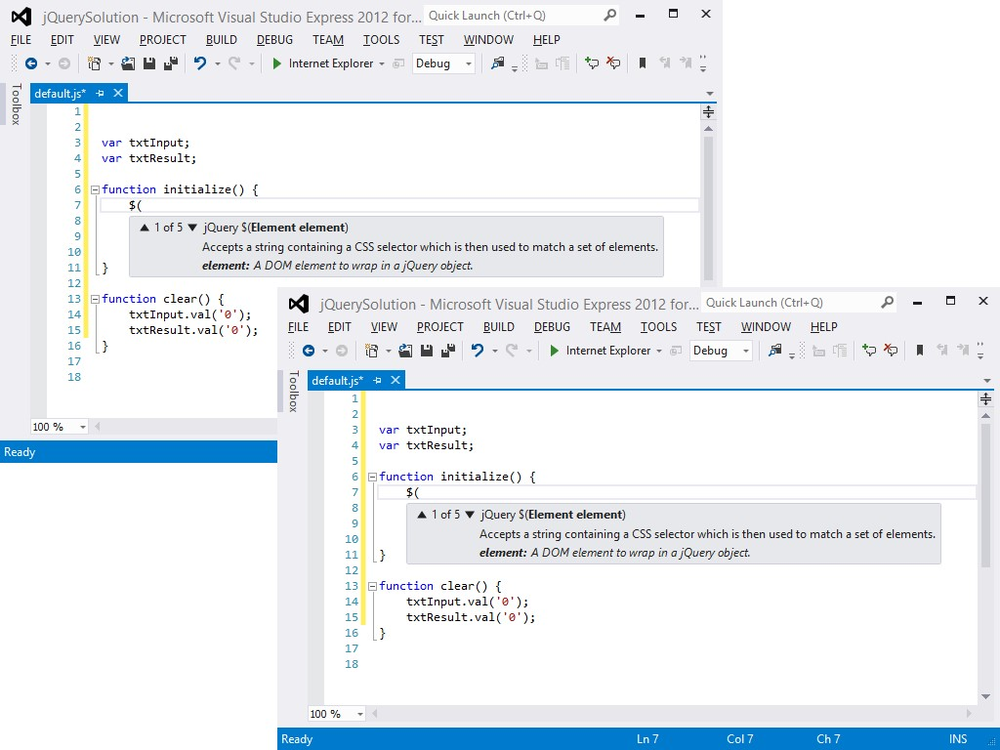 jQuerySolution - Microsoft Visual Studio Express 2012 for... Quick Launch (Ctrl+Q)
FILE EDIT VIEW PROJECT BUILD DEBUG TEAM TOOLS TEST WINDOW HELP
Internet Explorer Debug
Toolbox
default.js*
1
2
3 var txtInput;
4 var txtResult;
5
6 function initialize() {
7 $(
8 1 of 5 jQuery $(Element element)
9 Accepts a string containing a CSS selector which is then used to match a set of elements.
10 element: A DOM element to wrap in a jQuery object.
11 }
12
13 function clear() {
14 txtInput.val('0');
15 txtResult.val('0');
16 }
17
18
100 %
Ready
jQuerySolution - Microsoft Visual Studio Express 2012 for... Quick Launch (Ctrl+Q)
FILE EDIT VIEW PROJECT BUILD DEBUG TEAM TOOLS TEST WINDOW HELP
Internet Explorer Debug
Toolbox
default.js*
1
2
3 var txtInput;
4 var txtResult;
5
6 function initialize() {
7 $(
8 1 of 5 jQuery $(Element element)
9 Accepts a string containing a CSS selector which is then used to match a set of elements.
10 element: A DOM element to wrap in a jQuery object.
11 }
12
13 function clear() {
14 txtInput.val('0');
15 txtResult.val('0');
16 }
17
18
100 %
Ready Ln 7 Col 7 Ch 7 INS